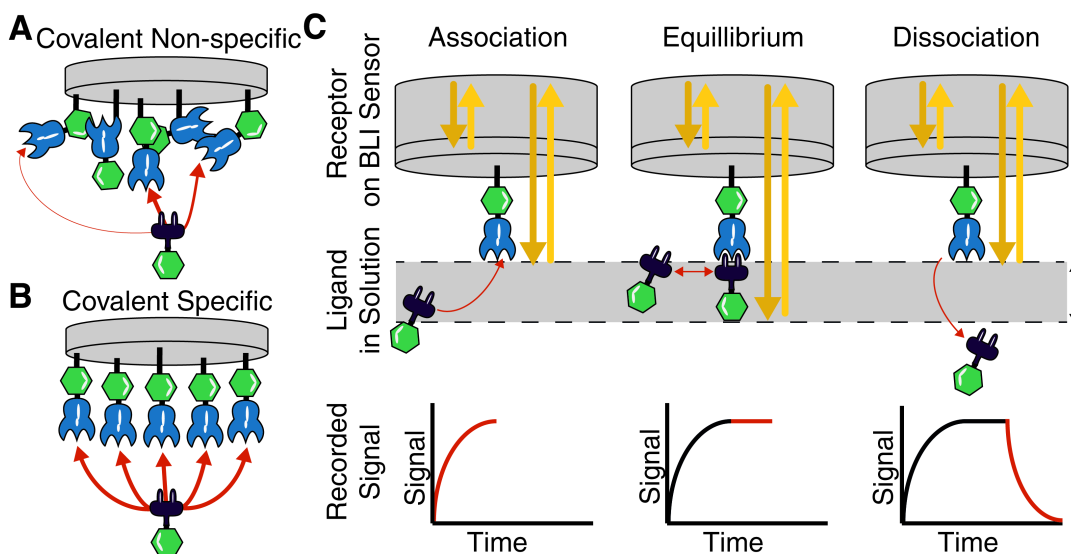 A
Covalent Non-specific
B
Covalent Specific
C
Association
Equillibrium
Dissociation
Receptor
on BLI Sensor
Ligand
in Solution
Recorded
Signal
Signal
Time
Signal
Time
Signal
Time